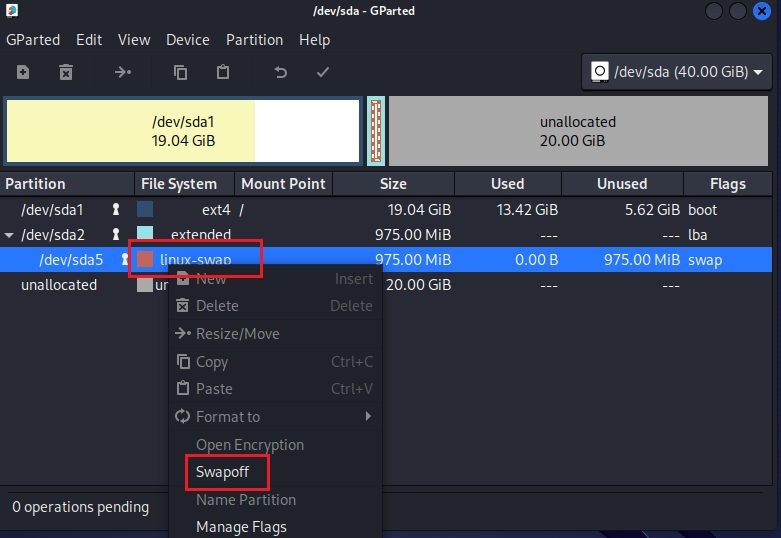 /dev/sda - GParted
GParted Edit View Device Partition Help
/dev/sda (40.00 GiB)
/dev/sda1
19.04 GiB
unallocated
20.00 GiB
Partition File System Mount Point Size Used Unused Flags
/dev/sda1 ext4 / 19.04 GiB 13.42 GiB 5.62 GiB boot
/dev/sda2 extended 975.00 MiB --- --- lba
/dev/sda5 linux-swap 975.00 MiB 0.00 B 975.00 MiB swap
unallocated un 20.00 GiB --- ---
New Insert
Delete Delete
Resize/Move
Copy Ctrl+C
Paste Ctrl+V
Format to
Open Encryption
Swapoff
Name Partition
Manage Flags
0 operations pending